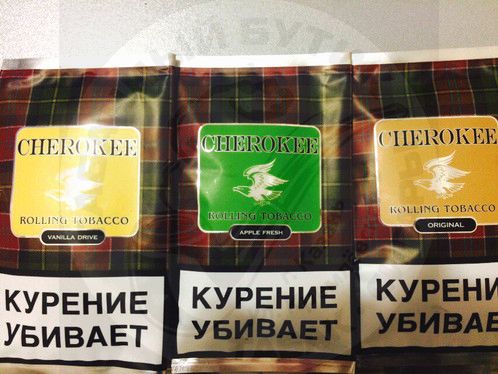 CHEROKEE
ROLLING TOBACCO
VANILLA DRIVE
КУРЕНИЕ
УБИВАЕТ
CHEROKEE
ROLLING TOBACCO
APPLE FRESH
КУРЕНИЕ
УБИВАЕТ
CHEROKEE
ROLLING TOBACCO
ORIGINAL
КУРЕНИ
УБИВАЕ